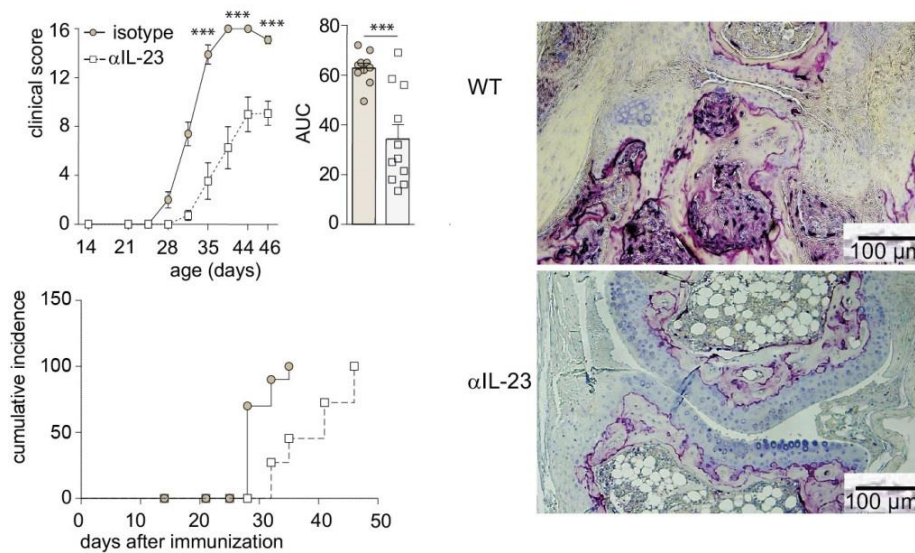 isotype
αIL-23
clinical score
16
12
8
4
0
***
***
***
14
21
28
35
44
46
age (days)
***
AUC
80
60
40
20
0
WT
100 µm
cumulative incidence
150
100
50
0
0
10
20
30
40
50
days after immunization
αIL-23
100 µm